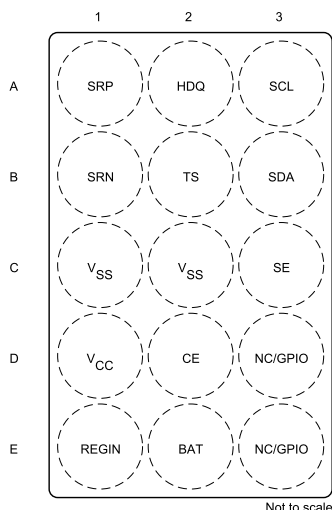 1 2 3
A SRP HDQ SCL
B SRN TS SDA
C VSS VSS SE
D VCC CE NC/GPIO
E REGIN BAT NC/GPIO
Not to scale